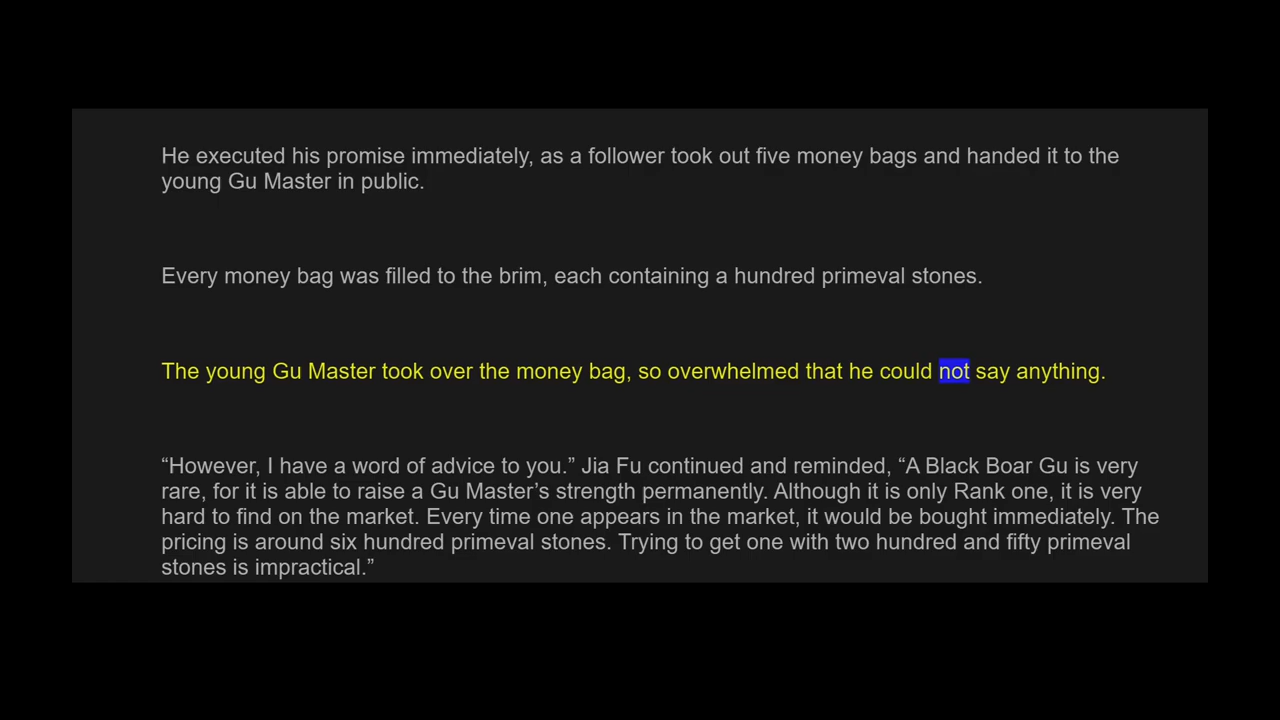 He executed his promise immediately, as a follower took out five money bags and handed it to the
young Gu Master in public.
Every money bag was filled to the brim, each containing a hundred primeval stones.
The young Gu Master took over the money bag, so overwhelmed that he could not say anything.
“However, I have a word of advice to you.” Jia Fu continued and reminded, “A Black Boar Gu is very
rare, for it is able to raise a Gu Master’s strength permanently. Although it is only Rank one, it is very
hard to find on the market. Every time one appears in the market, it would be bought immediately. The
pricing is around six hundred primeval stones. Trying to get one with two hundred and fifty primeval
stones is impractical.”